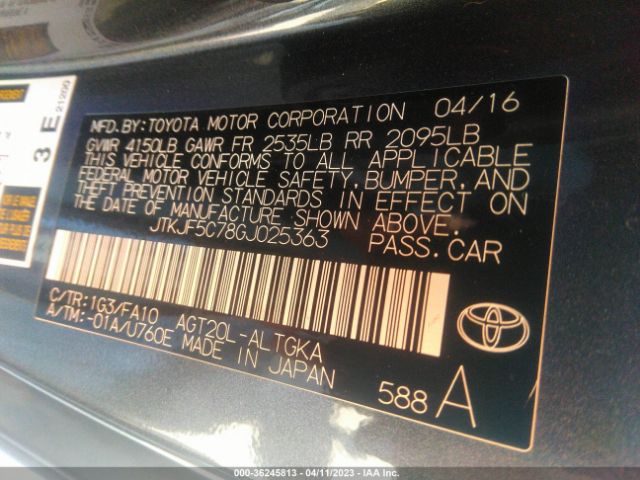 MFD. BY: TOYOTA MOTOR CORPORATION 04/16
GVWR 4150LB GAWR FR 2535LB RR 2095LB
THIS VEHICLE CONFORMS TO ALL APPLICABLE
FEDERAL MOTOR VEHICLE SAFETY, BUMPER, AND
THEFT PREVENTION STANDARDS IN EFFECT ON
THE DATE OF MANUFACTURE SHOWN ABOVE.
JTKJF5C78GJ025363 PASS. CAR
C/TR: 1G3/FA10 AGT20L-ALTGKA
A/TM: -01A/U760E MADE IN JAPAN
588 A
3 E
21200
000-36245813 - 04/11/2023 - IAA Inc.